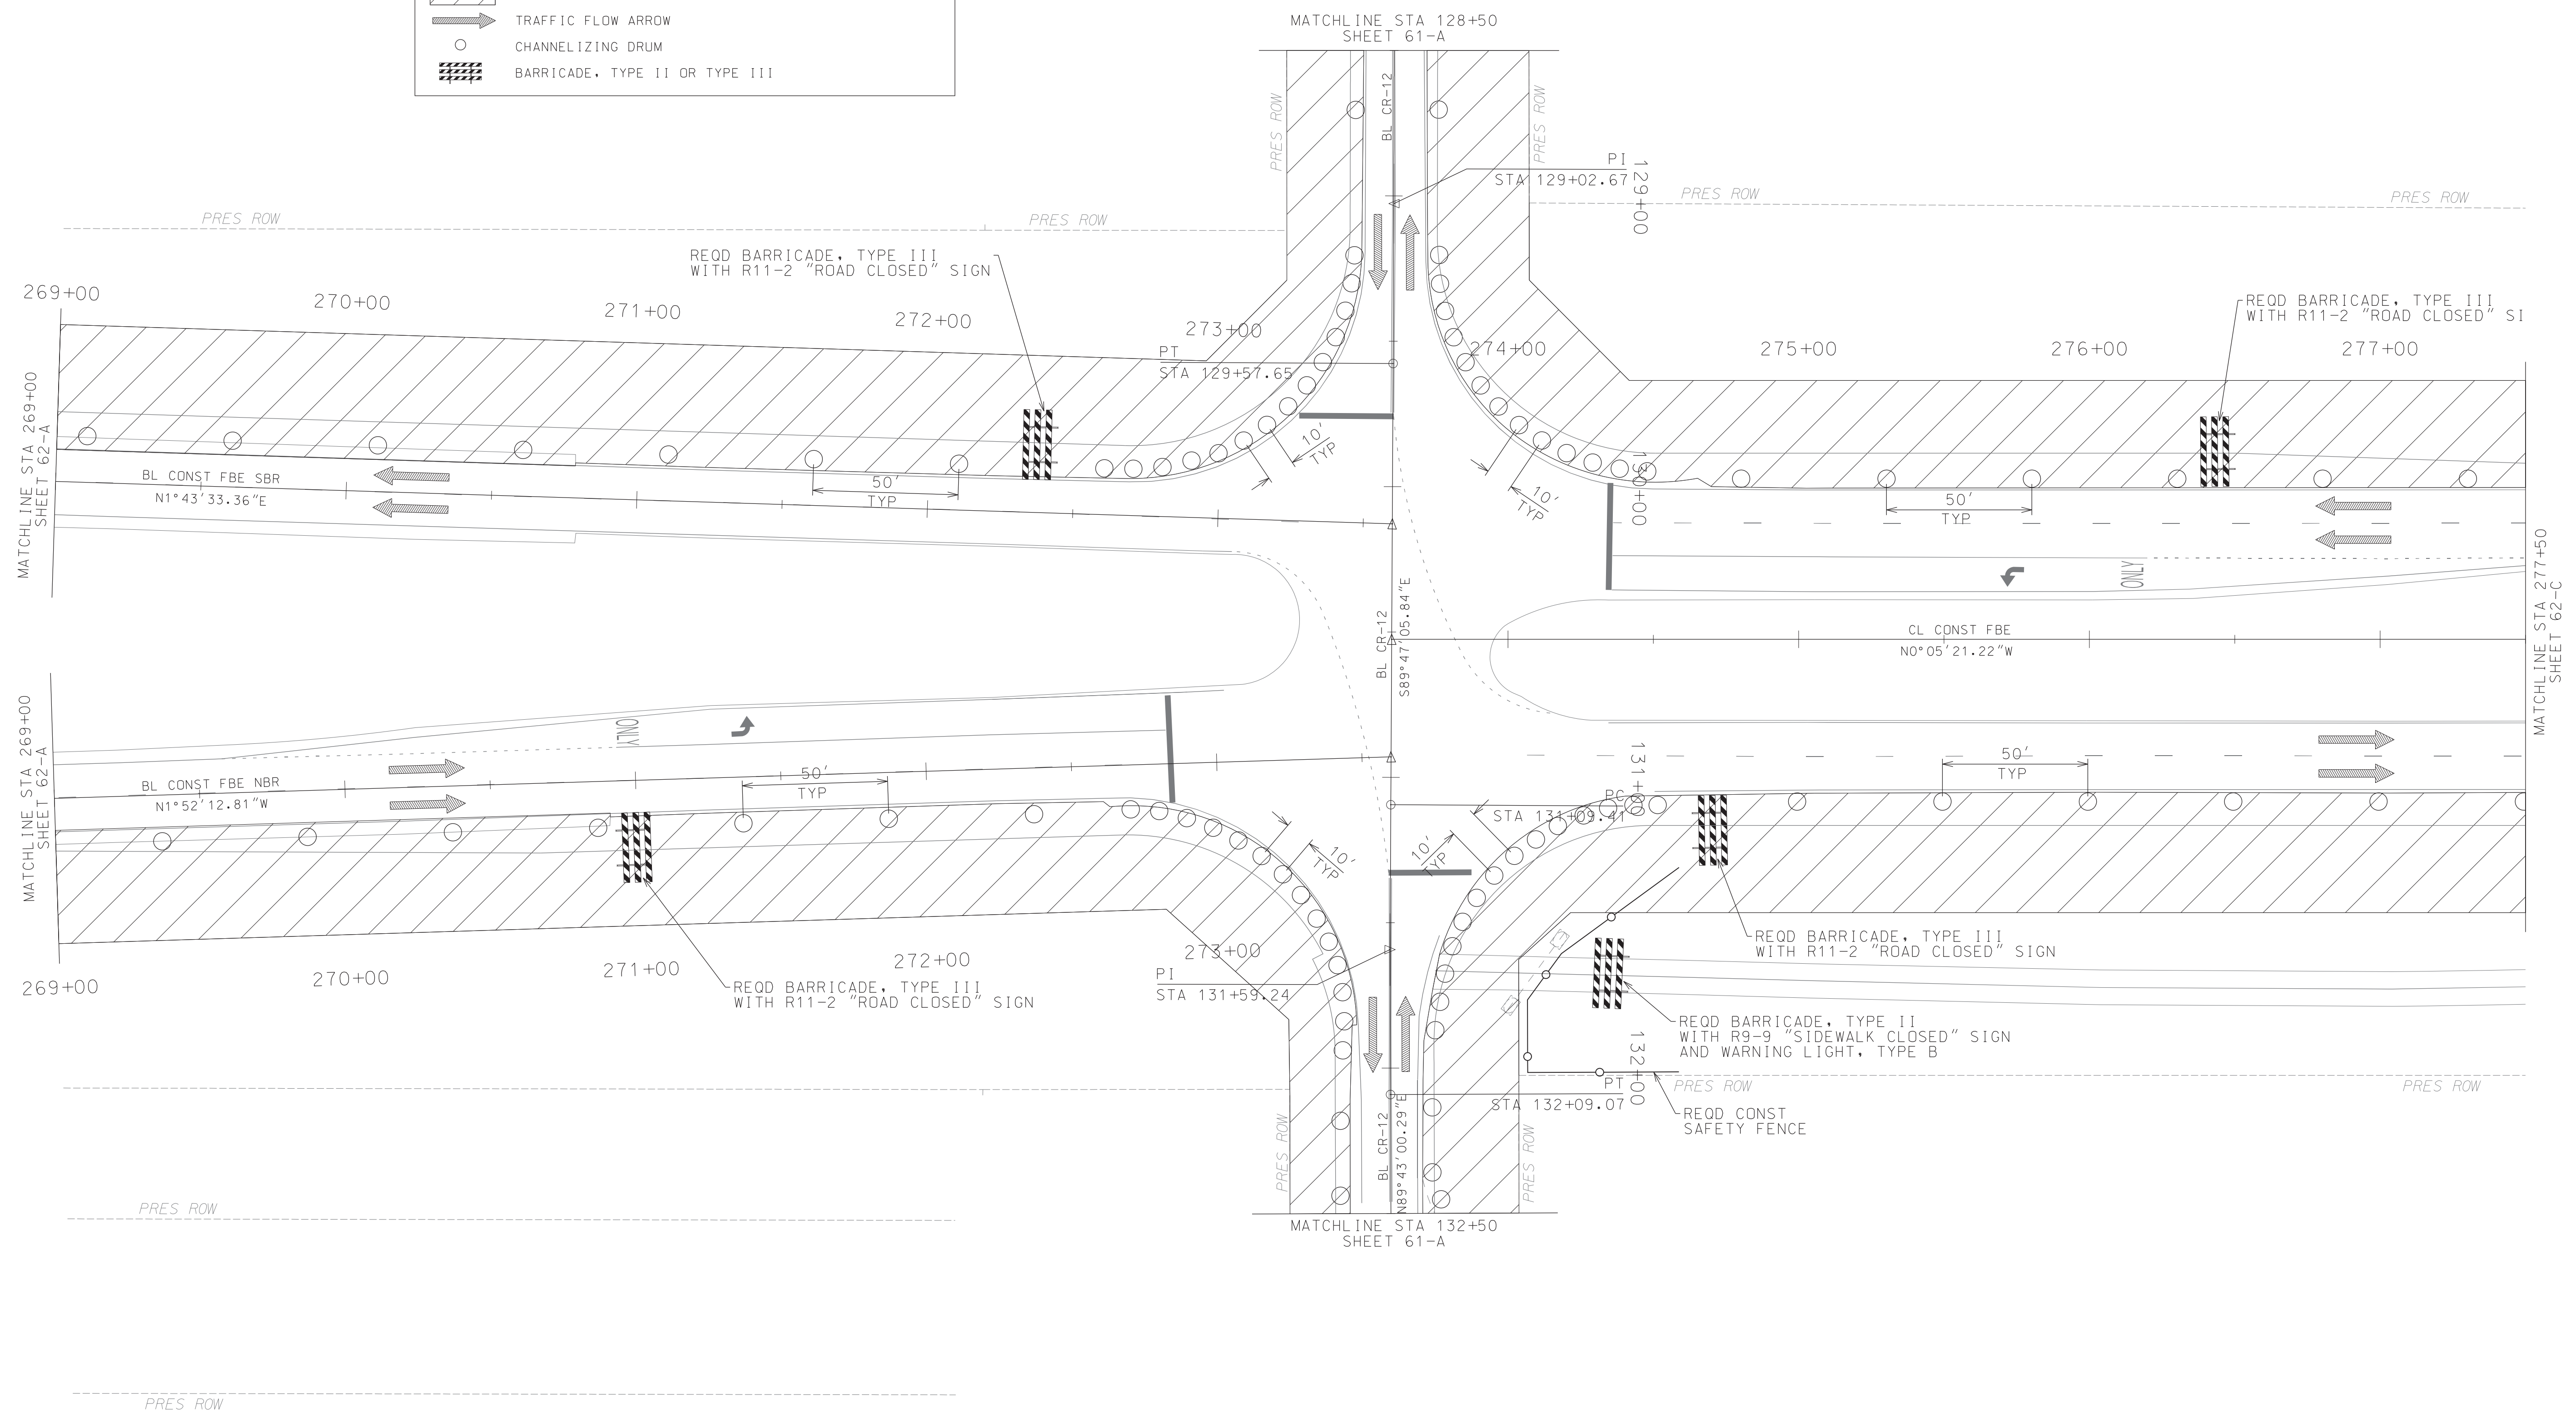 TRAFFIC FLOW ARROW
CHANNELIZING DRUM
BARRICADE, TYPE II OR TYPE III
MATCHLINE STA 128+50
SHEET 61-A
PRES ROW
BL CR-12
PRES ROW
PI
STA 129+02.67
129+00
PRES ROW
PRES ROW
PRES ROW
PRES ROW
REQD BARRICADE, TYPE III
WITH R11-2 "ROAD CLOSED" SIGN
REQD BARRICADE, TYPE III
WITH R11-2 "ROAD CLOSED" SI
269+00
270+00
271+00
272+00
273+00
274+00
275+00
276+00
277+00
PT
STA 129+57.65
MATCHLINE STA 269+00
SHEET 62-A
10'
TYP
10'
TYP
130+00
BL CONST FBE SBR
N1°43'33.36"E
50'
TYP
50'
TYP
ONLY
BL CR-12
S89°47'05.84"E
CL CONST FBE
N0°05'21.22"W
MATCHLINE STA 277+50
SHEET 62-C
MATCHLINE STA 269+00
SHEET 62-A
ONLY
BL CONST FBE NBR
N1°52'12.81"W
50'
TYP
50'
TYP
131+00
PC
STA 131+09.41
10'
TYP
10'
TYP
269+00
270+00
271+00
272+00
273+00
PI
STA 131+59.24
REQD BARRICADE, TYPE III
WITH R11-2 "ROAD CLOSED" SIGN
REQD BARRICADE, TYPE III
WITH R11-2 "ROAD CLOSED" SIGN
REQD BARRICADE, TYPE II
WITH R9-9 "SIDEWALK CLOSED" SIGN
AND WARNING LIGHT, TYPE B
132+00
PT
STA 132+09.07
PRES ROW
PRES ROW
REQD CONST
SAFETY FENCE
PRES ROW
BL CR-12
N89°43'00.29"E
PRES ROW
PRES ROW
MATCHLINE STA 132+50
SHEET 61-A
PRES ROW